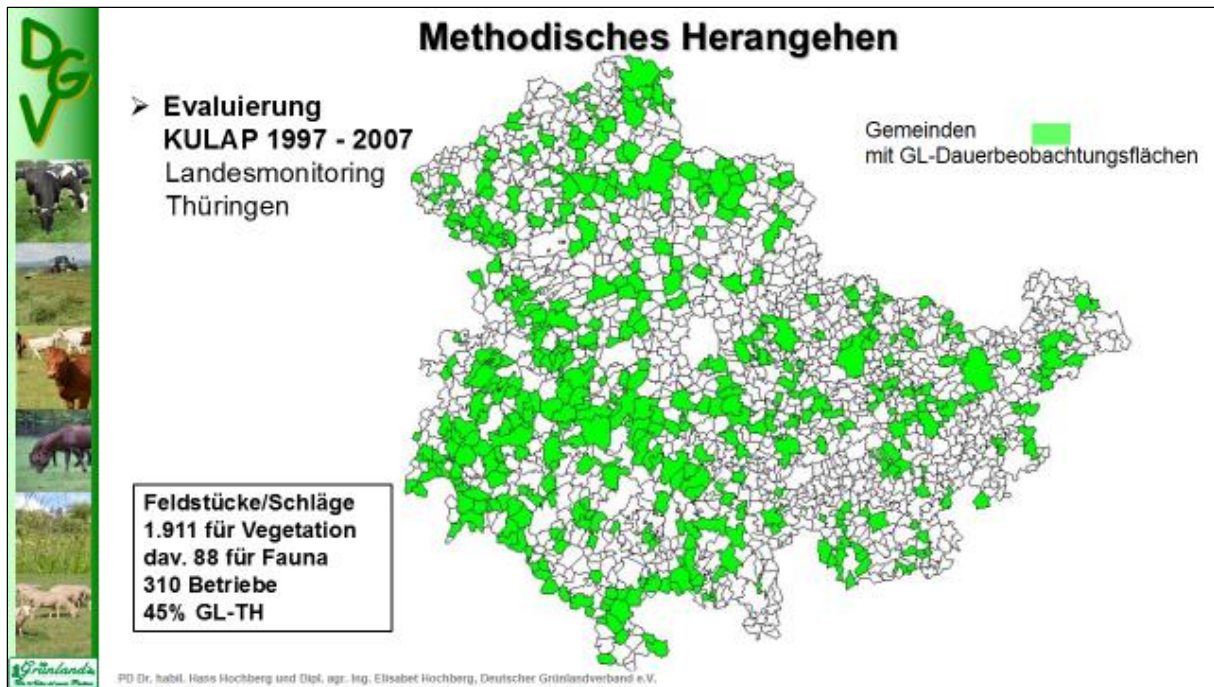 Methodisches Herangehen
DGV
➢ Evaluierung
KULAP 1997 - 2007
Landesmonitoring
Thüringen
Gemeinden
mit GL-Dauerbeobachtungsflächen
Feldstücke/Schläge
1.911 für Vegetation
dav. 88 für Fauna
310 Betriebe
45% GL-TH
Grünland
PD Dr. habil. Hans Hochberg und Dipl. agr. Ing. Elisabet Hochberg, Deutscher Grünlandverband e.V.